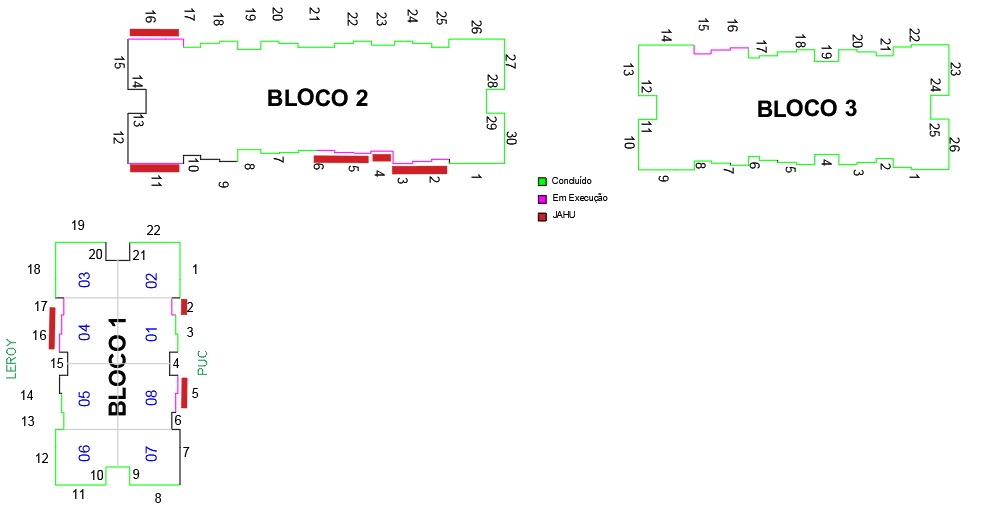 16 17 18 19 20 21 22 23 24 25 26
15
14
13
12
27
28
29
30
BLOCO 2
11 10 9 8 7 6 5 4 3 2 1
14 15 16 17 18 19 20 21 22
13
12
11
10
23
24
25
26
BLOCO 3
9 8 7 6 5 4 3 2 1
Concluído
Em Execução
JAHU
19 22
20 21
18 03 02 1
17 2
16 04 01 3
LEROY
BLOCO 1
PUC
15 4
14 05 08 5
13 6
12 06 07 7
10 9
11 8